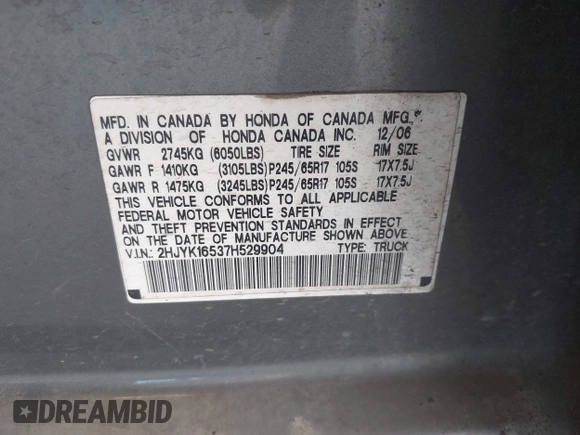 MFD. IN CANADA BY HONDA OF CANADA MFG.,
A DIVISION OF HONDA CANADA INC. 12/06
GVWR 2745KG (6050LBS) TIRE SIZE RIM SIZE
GAWR F 1410KG (3105LBS) P245/65R17 105S 17X7.5J
GAWR R 1475KG (3245LBS) P245/65R17 105S 17X7.5J
THIS VEHICLE CONFORMS TO ALL APPLICABLE
FEDERAL MOTOR VEHICLE SAFETY
AND THEFT PREVENTION STANDARDS IN EFFECT
ON THE DATE OF MANUFACTURE SHOWN ABOVE.
V.I.N.: 2HJYK16537H529904 TYPE: TRUCK
DREAMBID